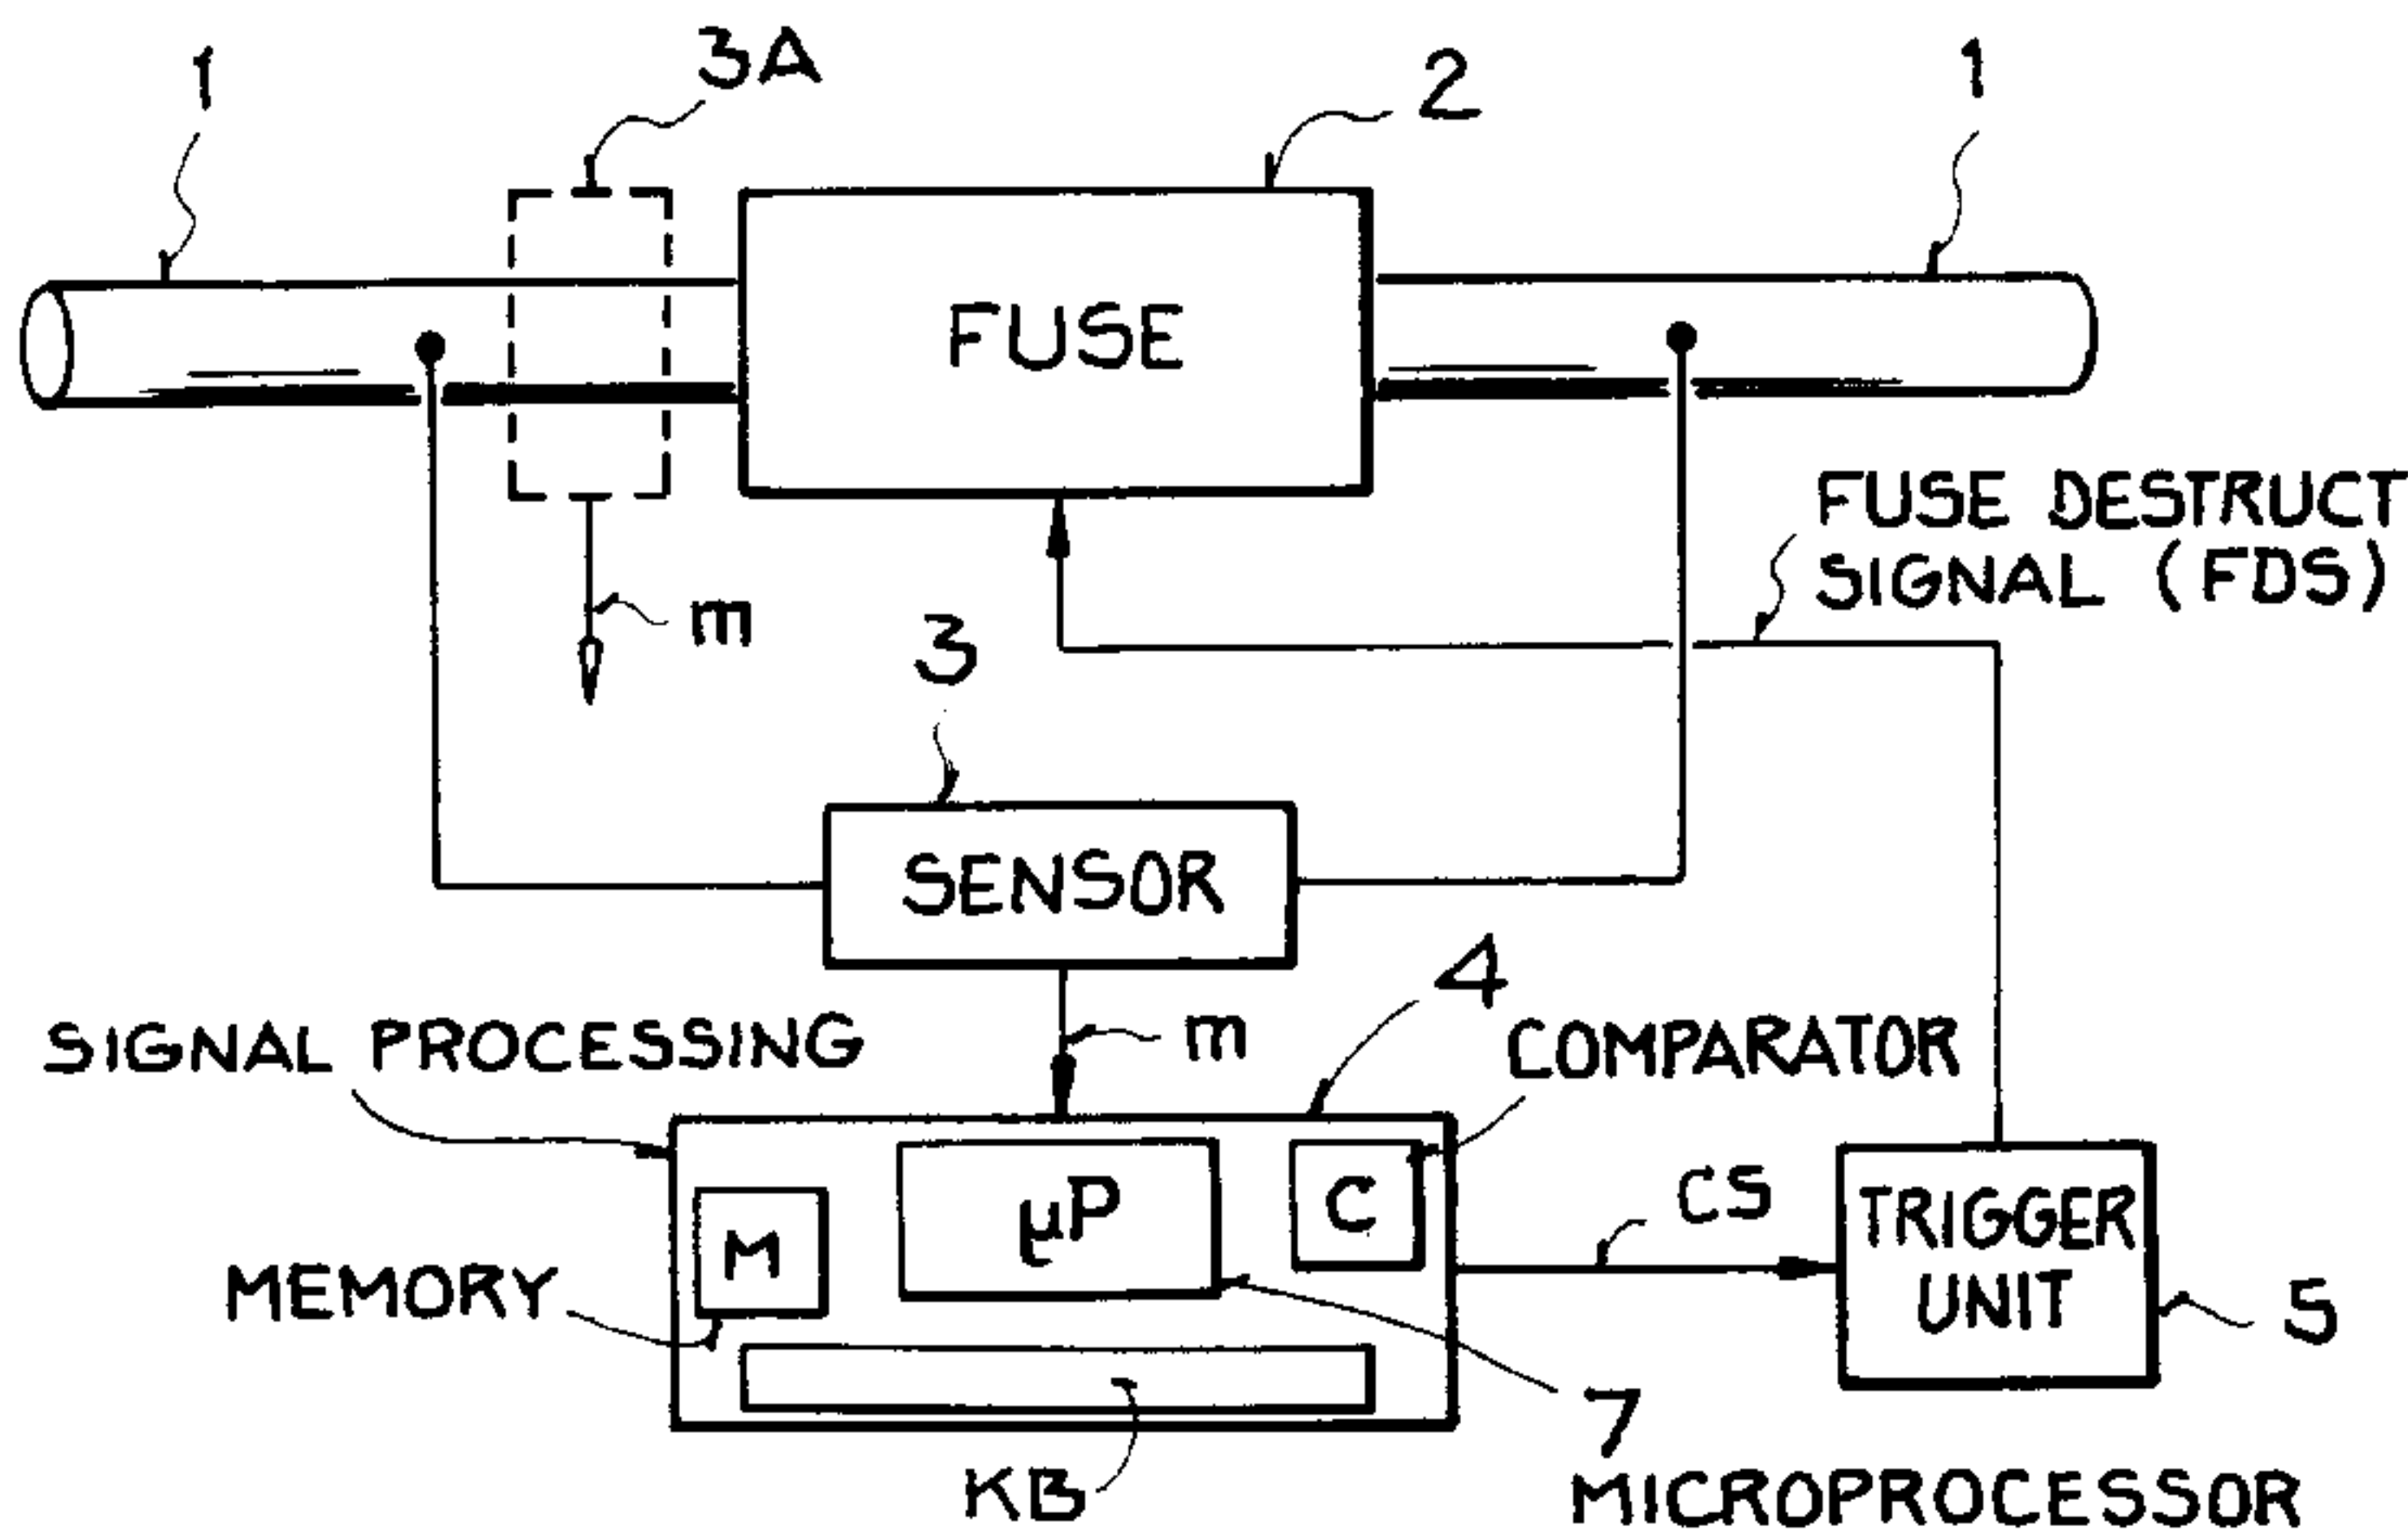 1
3A
2
1
FUSE
FUSE DESTRUCT
SIGNAL (FDS)
m
3
SENSOR
4
SIGNAL PROCESSING
m
COMPARATOR
M
µP
C
CS
TRIGGER
UNIT
MEMORY
5
7
KB
MICROPROCESSOR